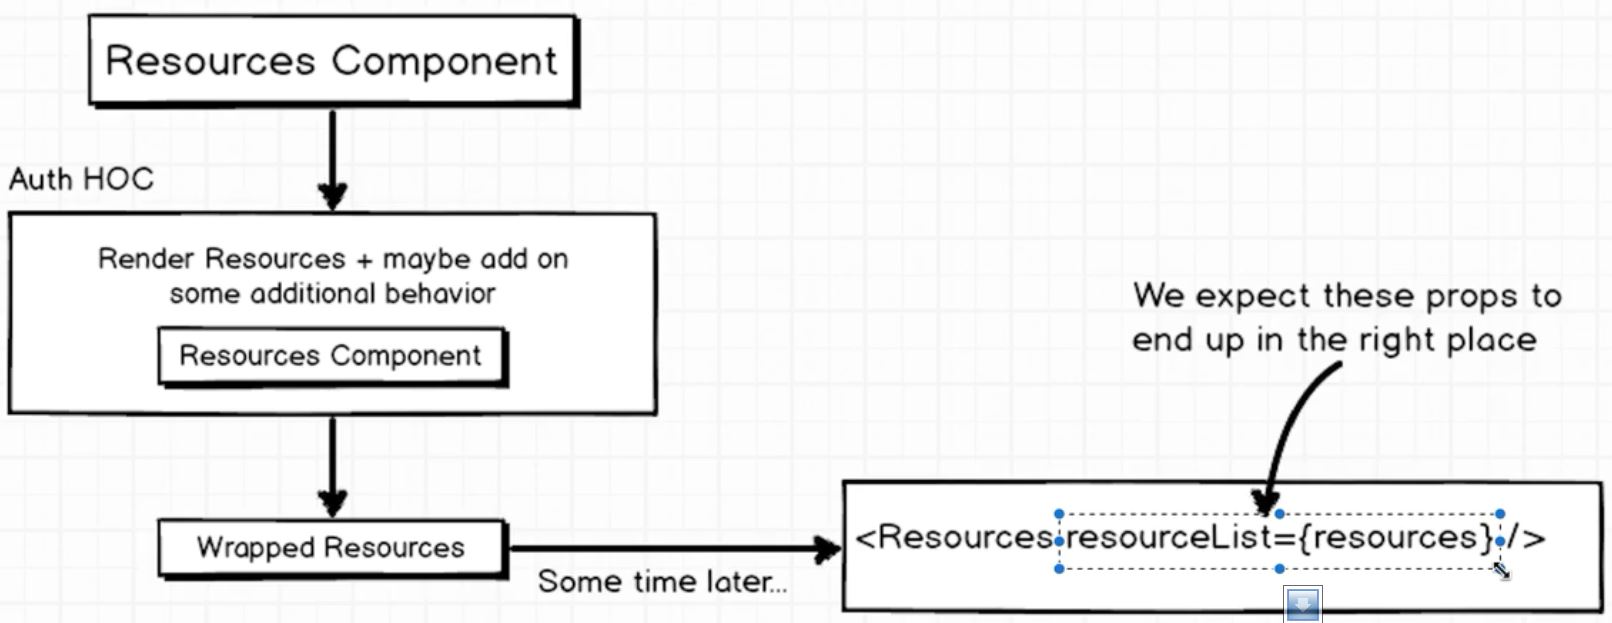 Resources Component
Auth HOC
Render Resources + maybe add on
some additional behavior
Resources Component
We expect these props to
end up in the right place
Wrapped Resources
Some time later...
<Resources resourceList={resources} />